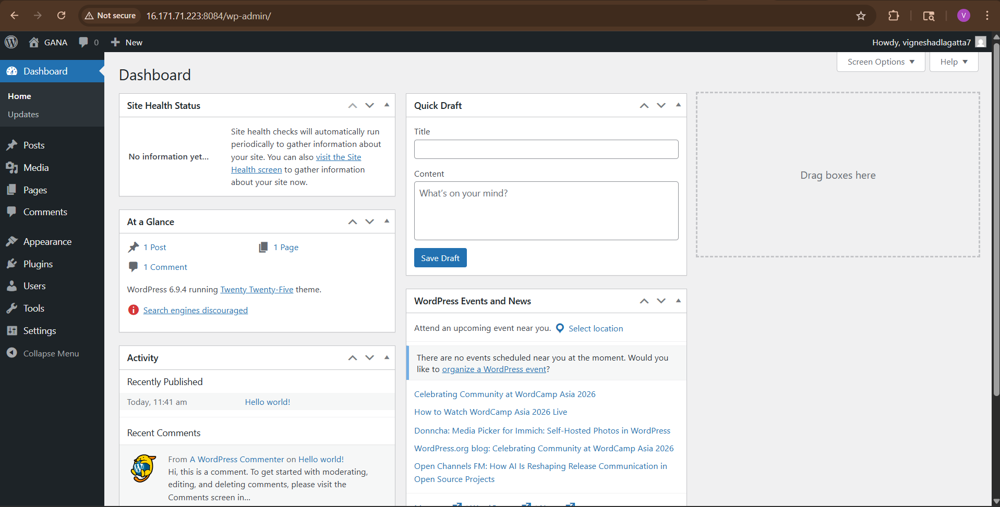 Not secure
16.171.71.223:8084/wp-admin/
V
GANA
0
New
Howdy, vigneshadlagatta7
Dashboard
Home
Updates
Posts
Media
Pages
Comments
Appearance
Plugins
Users
Tools
Settings
Collapse Menu
Screen Options
Help
Dashboard
Site Health Status
No information yet...
Site health checks will automatically run
periodically to gather information about
your site. You can also visit the Site
Health screen to gather information
about your site now.
At a Glance
1 Post
1 Page
1 Comment
WordPress 6.9.4 running Twenty Twenty-Five theme.
Search engines discouraged
Activity
Recently Published
Today, 11:41 am
Hello world!
Recent Comments
From A WordPress Commenter on Hello world!
Hi, this is a comment. To get started with moderating,
editing, and deleting comments, please visit the
Comments screen in…
Quick Draft
Title
Content
What's on your mind?
Save Draft
WordPress Events and News
Attend an upcoming event near you.
Select location
There are no events scheduled near you at the moment. Would you
like to organize a WordPress event?
Celebrating Community at WordCamp Asia 2026
How to Watch WordCamp Asia 2026 Live
Donncha: Media Picker for Immich: Self-Hosted Photos in WordPress
WordPress.org blog: Celebrating Community at WordCamp Asia 2026
Open Channels FM: How AI Is Reshaping Release Communication in
Open Source Projects
Drag boxes here